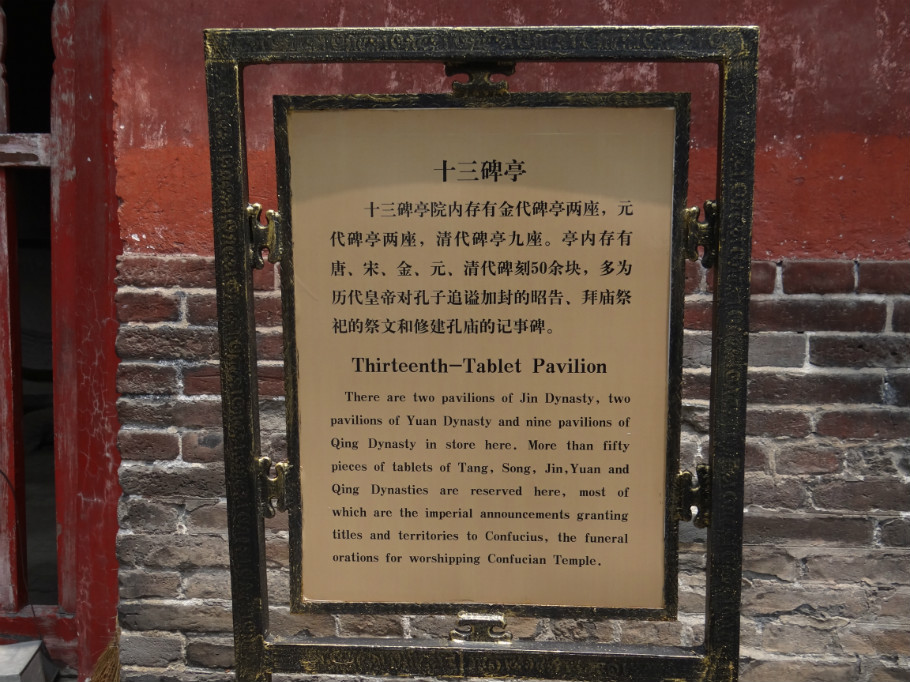 十三碑亭
十三碑亭院内存有金代碑亭两座，元
代碑亭两座，清代碑亭九座。亭内存有
唐、宋、金、元、清代碑刻50余块，多为
历代皇帝对孔子追谥加封的昭告、拜庙祭
祀的祭文和修建孔庙的记事碑。
Thirteenth-Tablet Pavilion
There are two pavilions of Jin Dynasty, two
pavilions of Yuan Dynasty and nine pavilions of
Qing Dynasty in store here. More than fifty
pieces of tablets of Tang, Song, Jin,Yuan and
Qing Dynasties are reserved here, most of
which are the imperial announcements granting
titles and territories to Confucius, the funeral
orations for worshipping Confucian Temple.